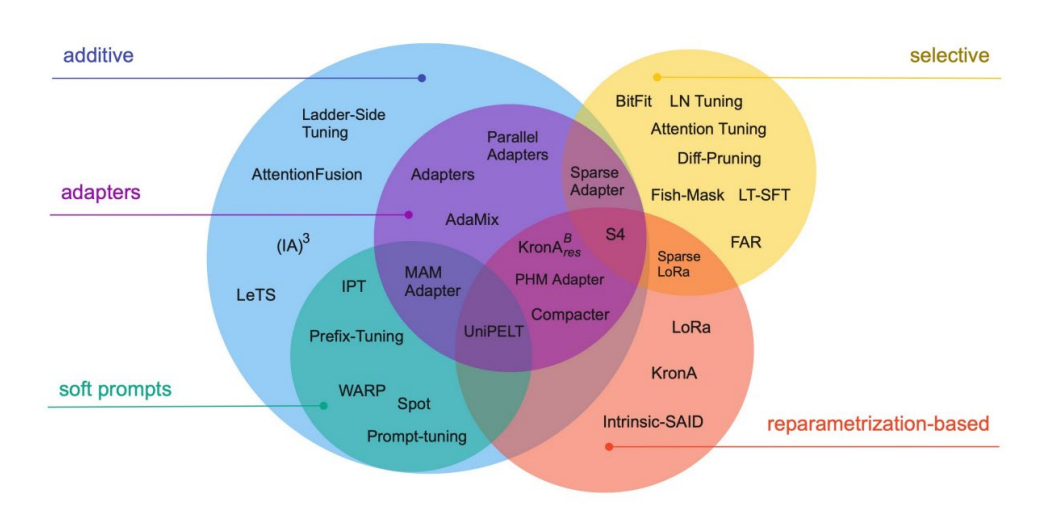 additive
selective
Ladder-Side
Tuning
BitFit
LN Tuning
Attention Tuning
Parallel
Adapters
Diff-Pruning
AttentionFusion
Adapters
Sparse
Adapter
adapters
Fish-Mask
LT-SFT
AdaMix
(IA)³
KronA^B_res
S4
FAR
Sparse
LoRa
MAM
Adapter
IPT
PHM Adapter
LeTS
Compacter
UniPELT
LoRa
Prefix-Tuning
KronA
soft prompts
WARP
Spot
Intrinsic-SAID
reparametrization-based
Prompt-tuning